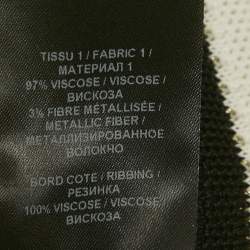 TISSU 1 / FABRIC 1 /
МАТЕРИАЛ 1
97% VISCOSE / VISCOSE /
ВИСКОЗА
3% FIBRE METALLISÉE /
METALLIC FIBER /
МЕТАЛЛИЗИРОВАННОЕ
ВОЛОКНО
BORD COTE / RIBBING /
РЕЗИНКА
100% VISCOSE / VISCOSE /
ВИСКОЗА